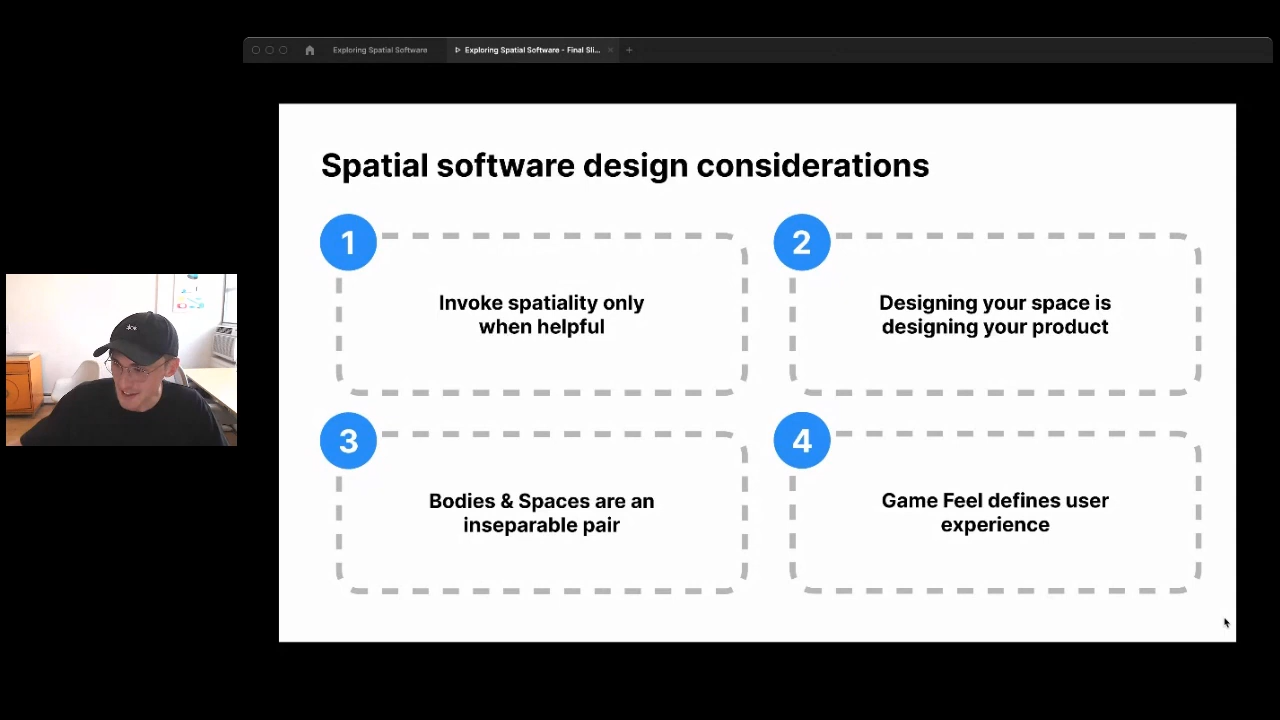 Exploring Spatial Software
Exploring Spatial Software - Final Sli...
Spatial software design considerations
1
Invoke spatiality only
when helpful
2
Designing your space is
designing your product
3
Bodies & Spaces are an
inseparable pair
4
Game Feel defines user
experience